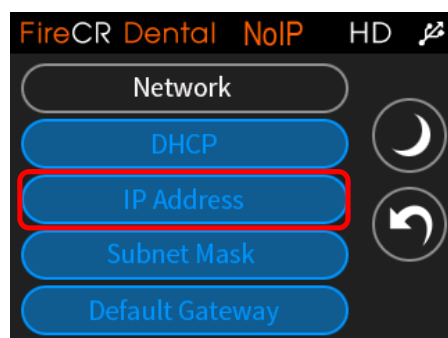 FireCR Dental NoIP HD
Network
DHCP
IP Address
Subnet Mask
Default Gateway